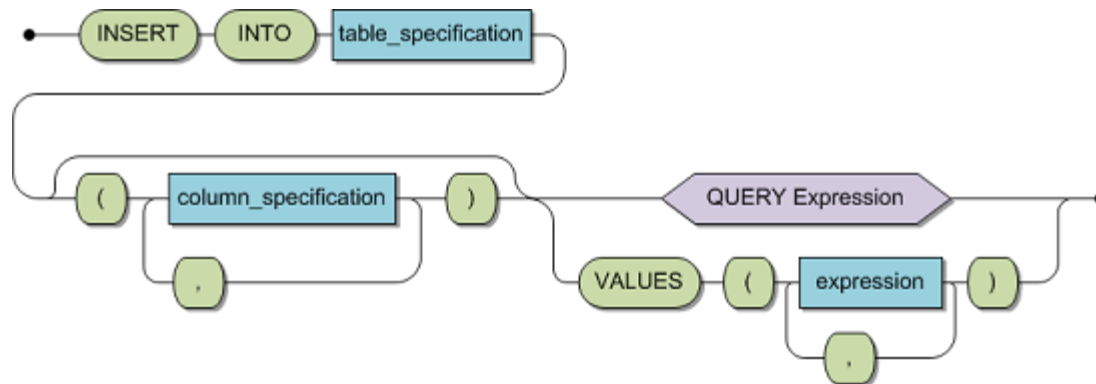 INSERT INTO table_specification
( column_specification ) QUERY Expression
, VALUES ( expression )
,